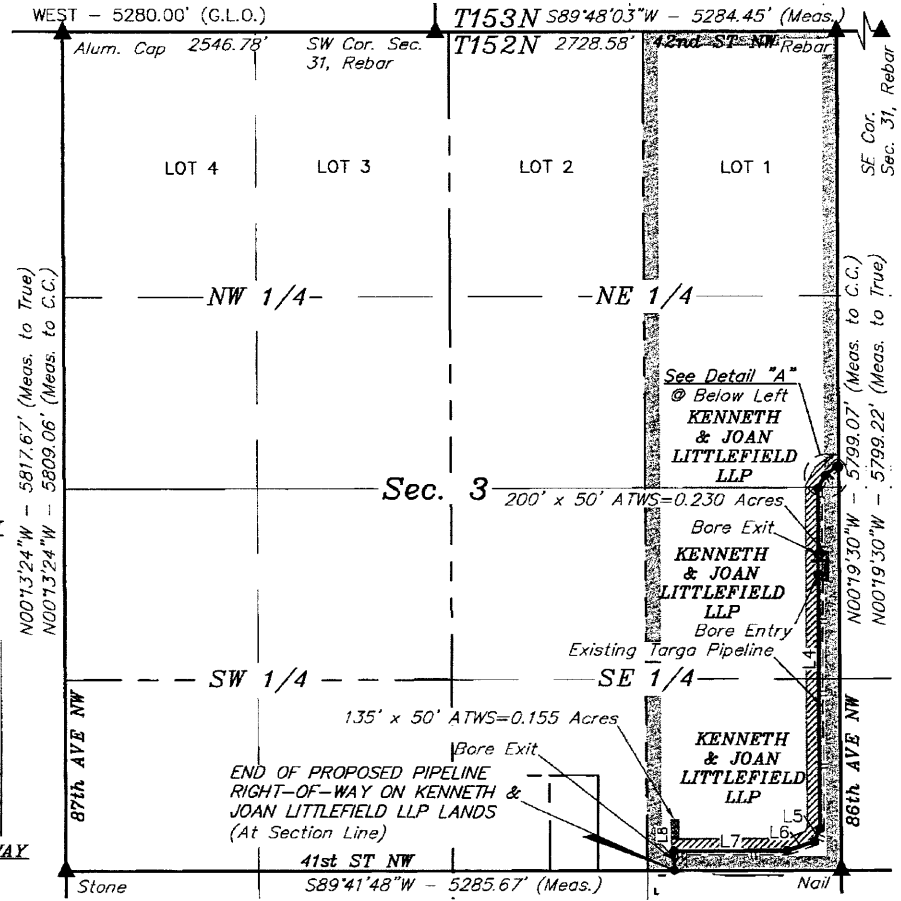 WEST - 5280.00' (G.L.O.)
T153N S89°48'03"W - 5284.45' (Meas.)
Alum. Cap 2546.78'
SW Cor. Sec. 31, Rebar
T152N 2728.58'
42nd ST NW
Rebar
SE Cor.
Sec. 31, Rebar
LOT 4
LOT 3
LOT 2
LOT 1
N00°13'24"W - 5817.67' (Meas. to True)
N00°13'24"W - 5809.06' (Meas. to C.C.)
NW 1/4
NE 1/4
N00°19'30"W - 5799.07' (Meas. to C.C.)
N00°19'30"W - 5799.22' (Meas. to True)
See Detail "A"
@ Below Left
KENNETH
& JOAN
LITTLEFIELD
LLP
Sec. 3
200' x 50' ATWS=0.230 Acres
Bore Exit
KENNETH
& JOAN
LITTLEFIELD
LLP
Bore Entry
Existing Targa Pipeline
L4
SW 1/4
SE 1/4
135' x 50' ATWS=0.155 Acres
87th AVE NW
Bore Exit
KENNETH
& JOAN
LITTLEFIELD
LLP
86th AVE NW
END OF PROPOSED PIPELINE
RIGHT-OF-WAY ON KENNETH &
JOAN LITTLEFIELD LLP LANDS
(At Section Line)
L5
L6
L7
L8
WAY
41st ST NW
Stone
S89°41'48"W - 5285.67' (Meas.)
L
Nail